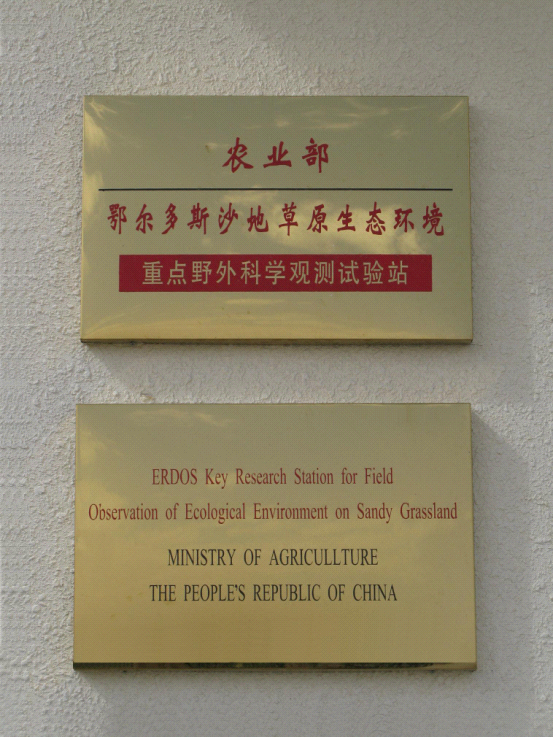 农业部
鄂尔多斯沙地草原生态环境
重点野外科学观测试验站
ERDOS Key Research Station for Field
Observation of Ecological Environment on Sandy Grassland
MINISTRY OF AGRICULLTURE
THE PEOPLE'S REPUBLIC OF CHINA